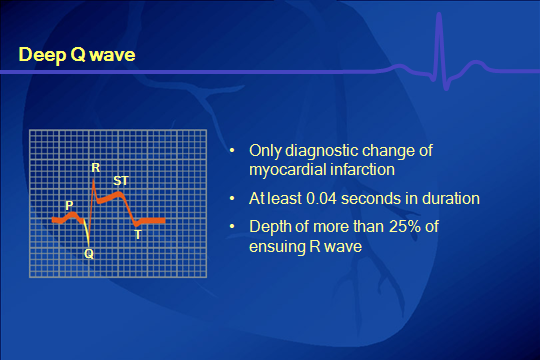 Deep Q wave
R
ST
P
T
Q
• Only diagnostic change of
myocardial infarction
• At least 0.04 seconds in duration
• Depth of more than 25% of
ensuing R wave